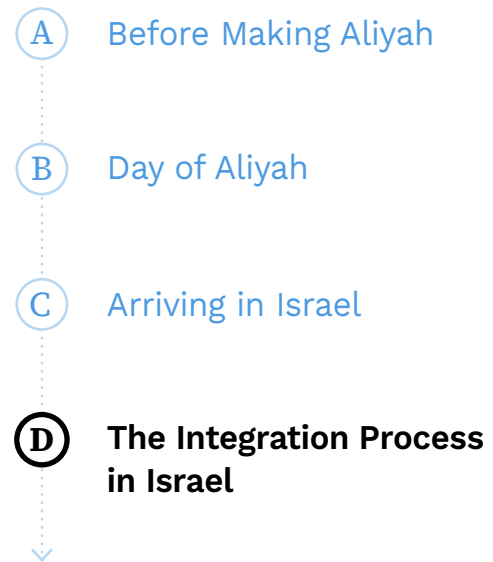 A Before Making Aliyah
B Day of Aliyah
C Arriving in Israel
D The Integration Process
in Israel